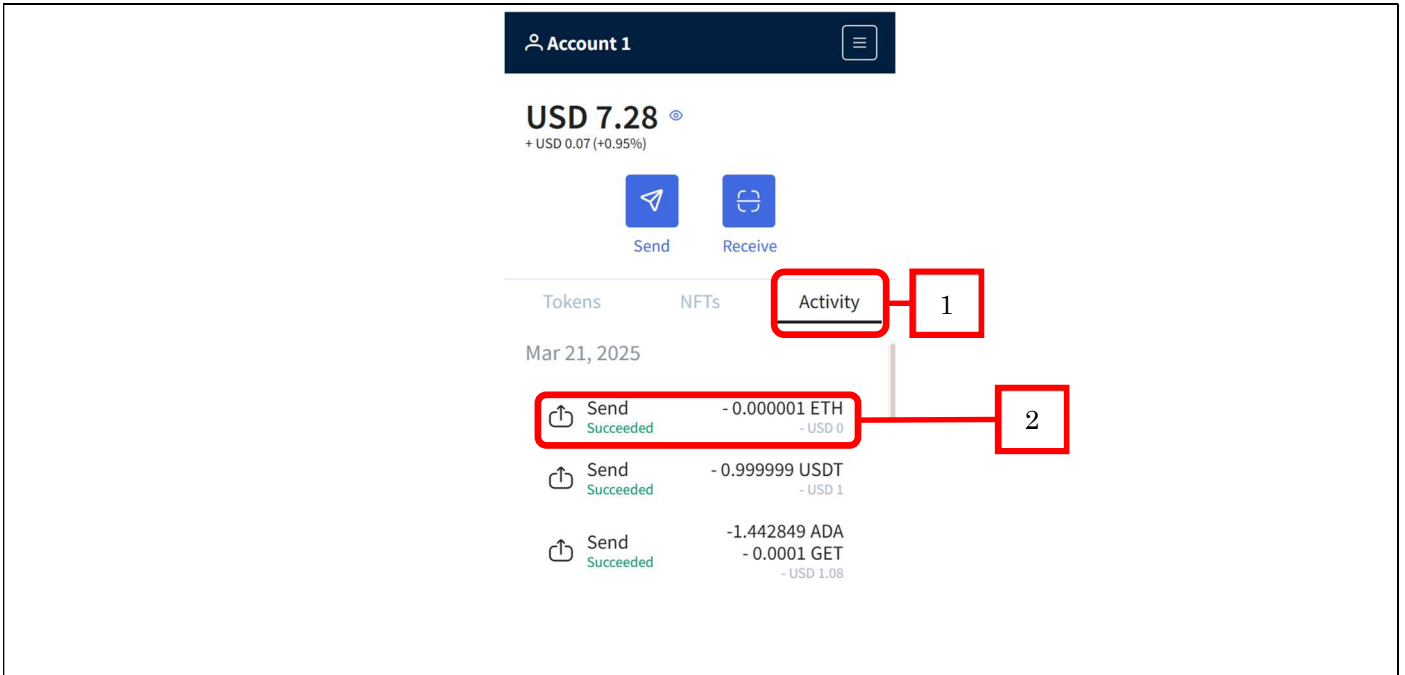 Account 1
USD 7.28
+ USD 0.07 (+0.95%)
Send Receive
Tokens NFTs Activity 1
Mar 21, 2025
Send - 0.000001 ETH
Succeeded - USD 0
2
Send - 0.999999 USDT
Succeeded - USD 1
-1.442849 ADA
Send - 0.0001 GET
Succeeded - USD 1.08